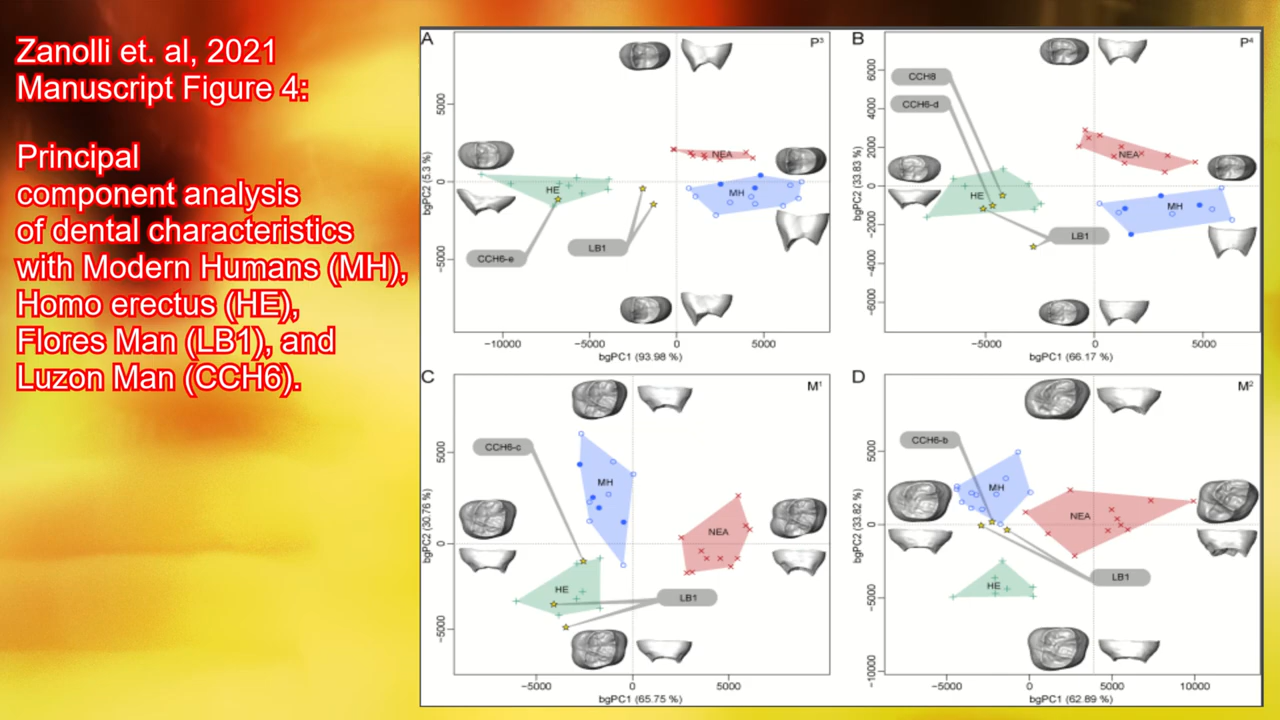 Zanolli et. al, 2021
Manuscript Figure 4:
Principal
component analysis
of dental characteristics
with Modern Humans (MH),
Homo erectus (HE),
Flores Man (LB1), and
Luzon Man (CCH6).
A
P³
5000
0
−5000
bgPC2 (5.3 %)
NEA
HE
MH
LB1
CCH6-e
−10000
−5000
0
5000
bgPC1 (93.98 %)
B
P⁴
6000
4000
2000
0
−2000
−4000
−6000
bgPC2 (33.83 %)
CCH8
CCH6-d
NEA
HE
MH
LB1
−5000
0
5000
bgPC1 (66.17 %)
C
M¹
5000
0
−5000
bgPC2 (30.76 %)
CCH6-c
MH
NEA
HE
LB1
−5000
0
5000
bgPC1 (65.75 %)
D
M²
5000
0
−5000
−10000
bgPC2 (33.82 %)
CCH6-b
MH
NEA
HE
LB1
−5000
0
5000
10000
bgPC1 (62.89 %)